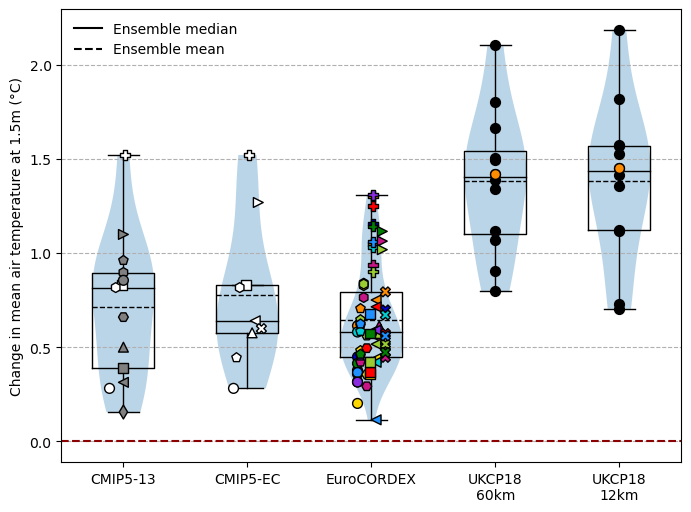 Ensemble median
Ensemble mean
Change in mean air temperature at 1.5m (°C)
2.0
1.5
1.0
0.5
0.0
CMIP5-13
CMIP5-EC
EuroCORDEX
UKCP18
60km
UKCP18
12km